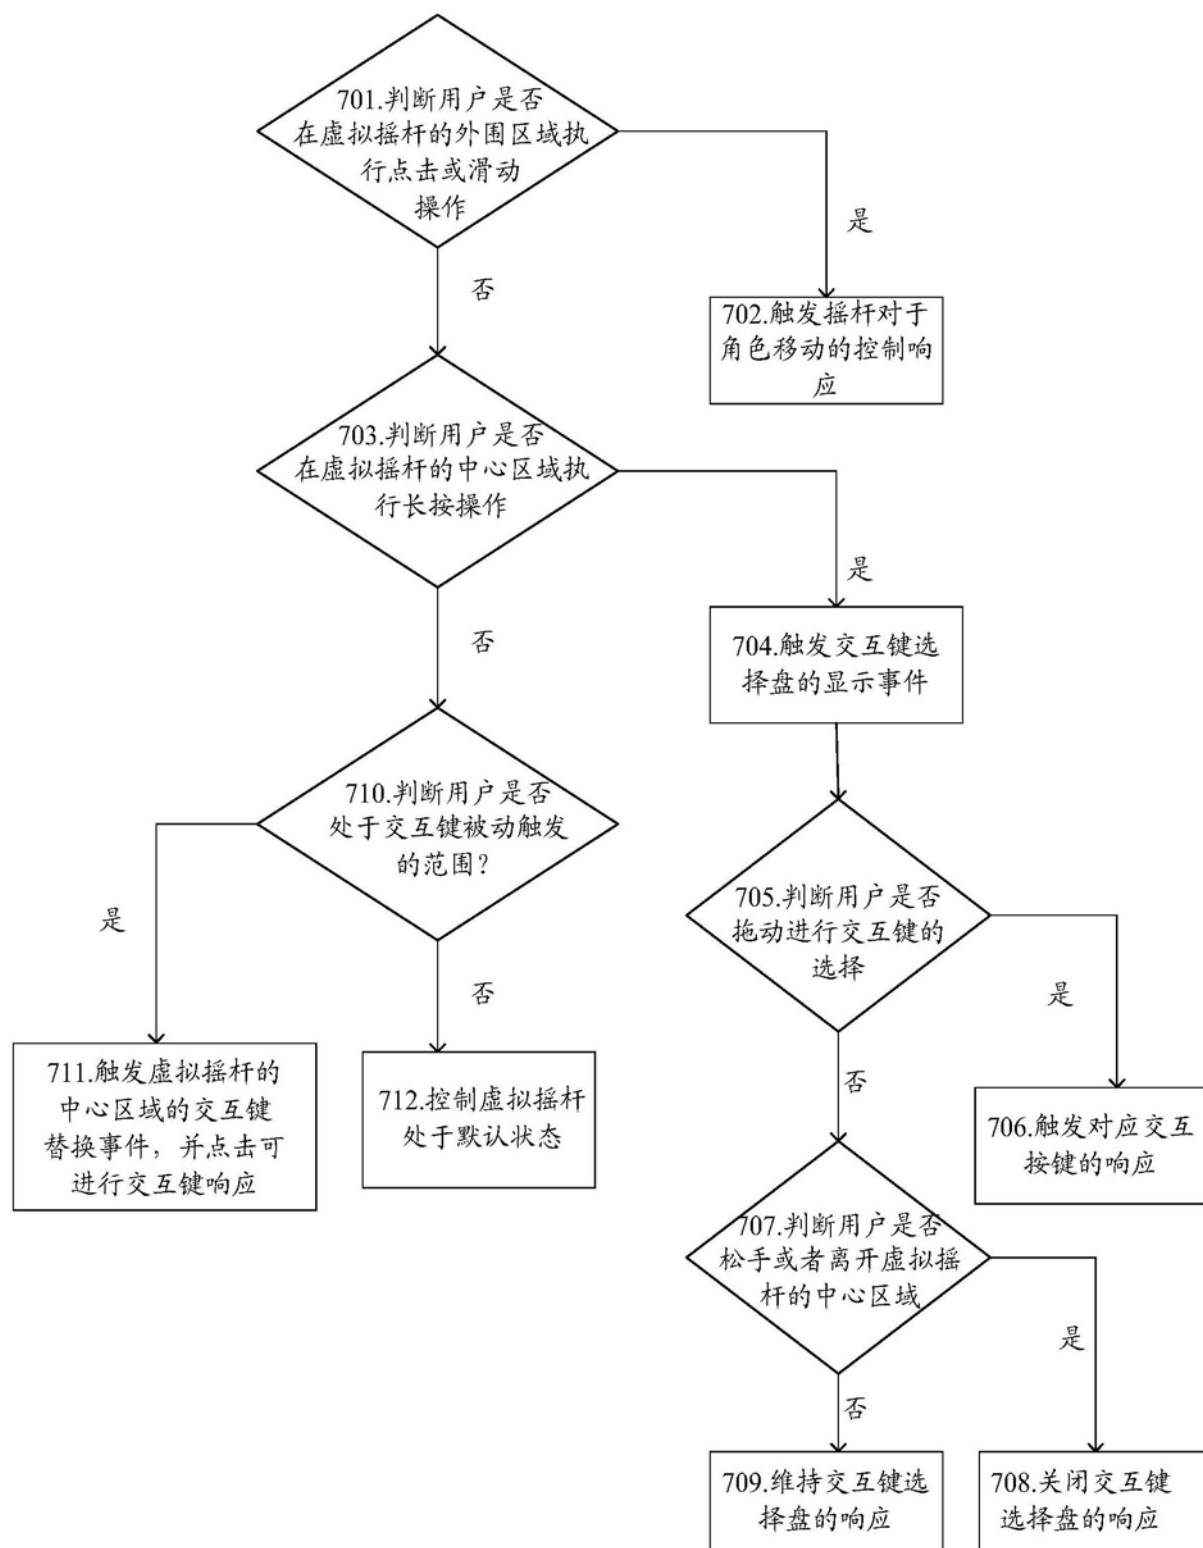 701.判断用户是否
在虚拟摇杆的外围区域执
行点击或滑动
操作
是
否
702.触发摇杆对于
角色移动的控制响
应
703.判断用户是否
在虚拟摇杆的中心区域执
行长按操作
是
否
704.触发交互键选
择盘的显示事件
710.判断用户是否
处于交互键被动触发
的范围？
705.判断用户是否
拖动进行交互键的
选择
是
否
是
否
711.触发虚拟摇杆的
中心区域的交互键
替换事件，并点击可
进行交互键响应
712.控制虚拟摇杆
处于默认状态
706.触发对应交互
按键的响应
707.判断用户是否
松手或者离开虚拟摇
杆的中心区域
是
否
709.维持交互键选
择盘的响应
708.关闭交互键
选择盘的响应